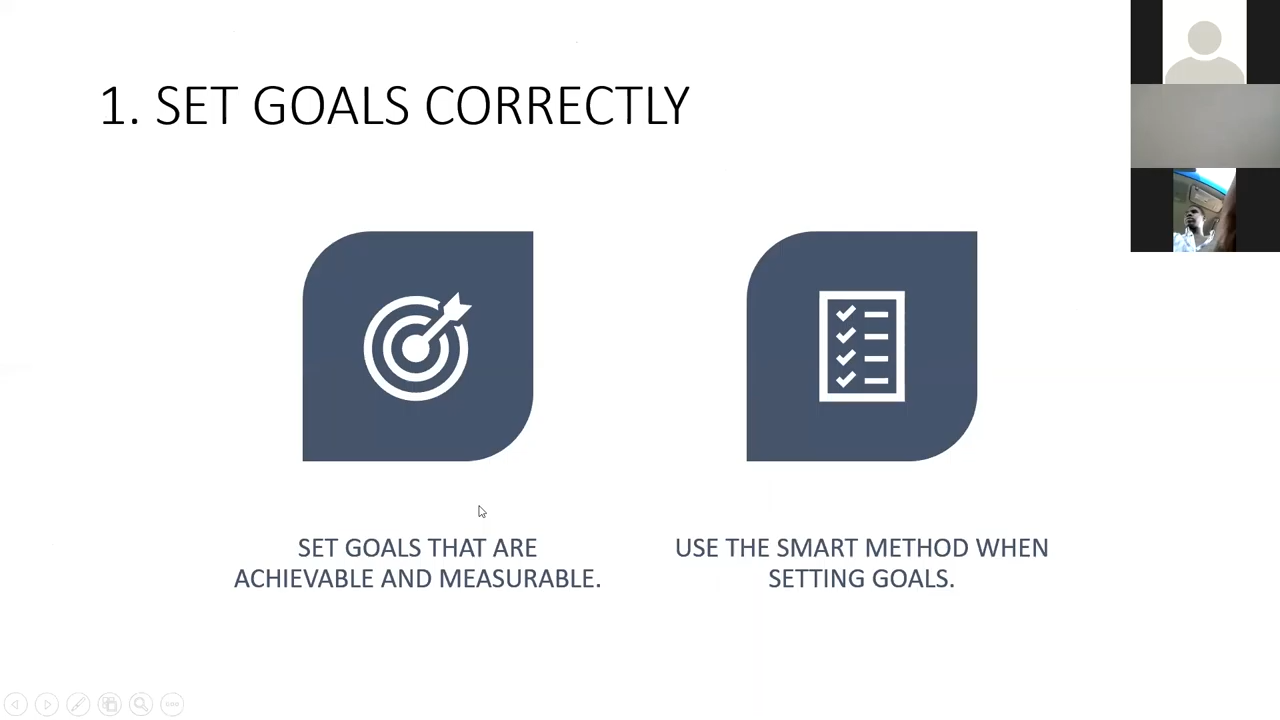 1. SET GOALS CORRECTLY
SET GOALS THAT ARE
ACHIEVABLE AND MEASURABLE.
USE THE SMART METHOD WHEN
SETTING GOALS.